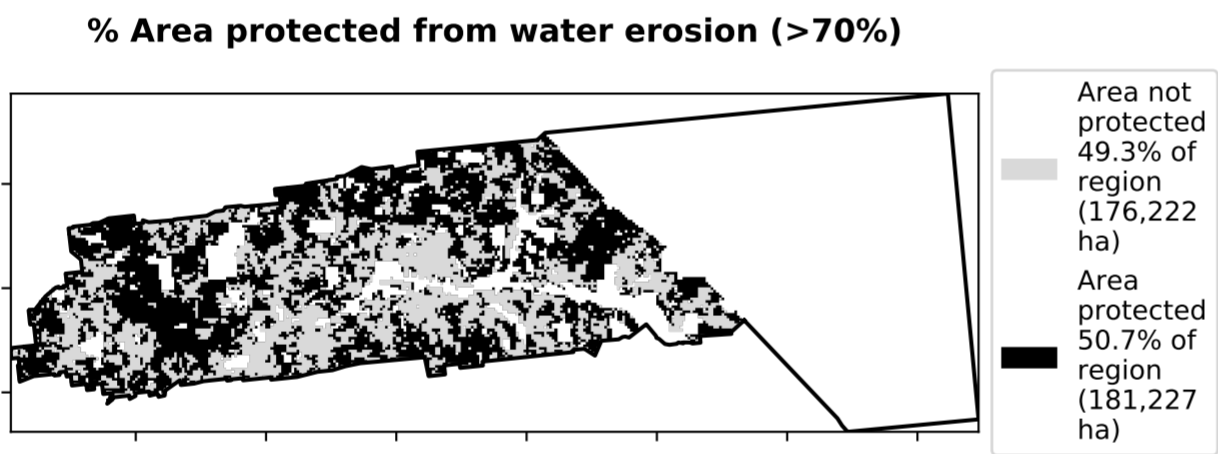 % Area protected from water erosion (>70%)
Area not
protected
49.3% of
region
(176,222
ha)
Area
protected
50.7% of
region
(181,227
ha)